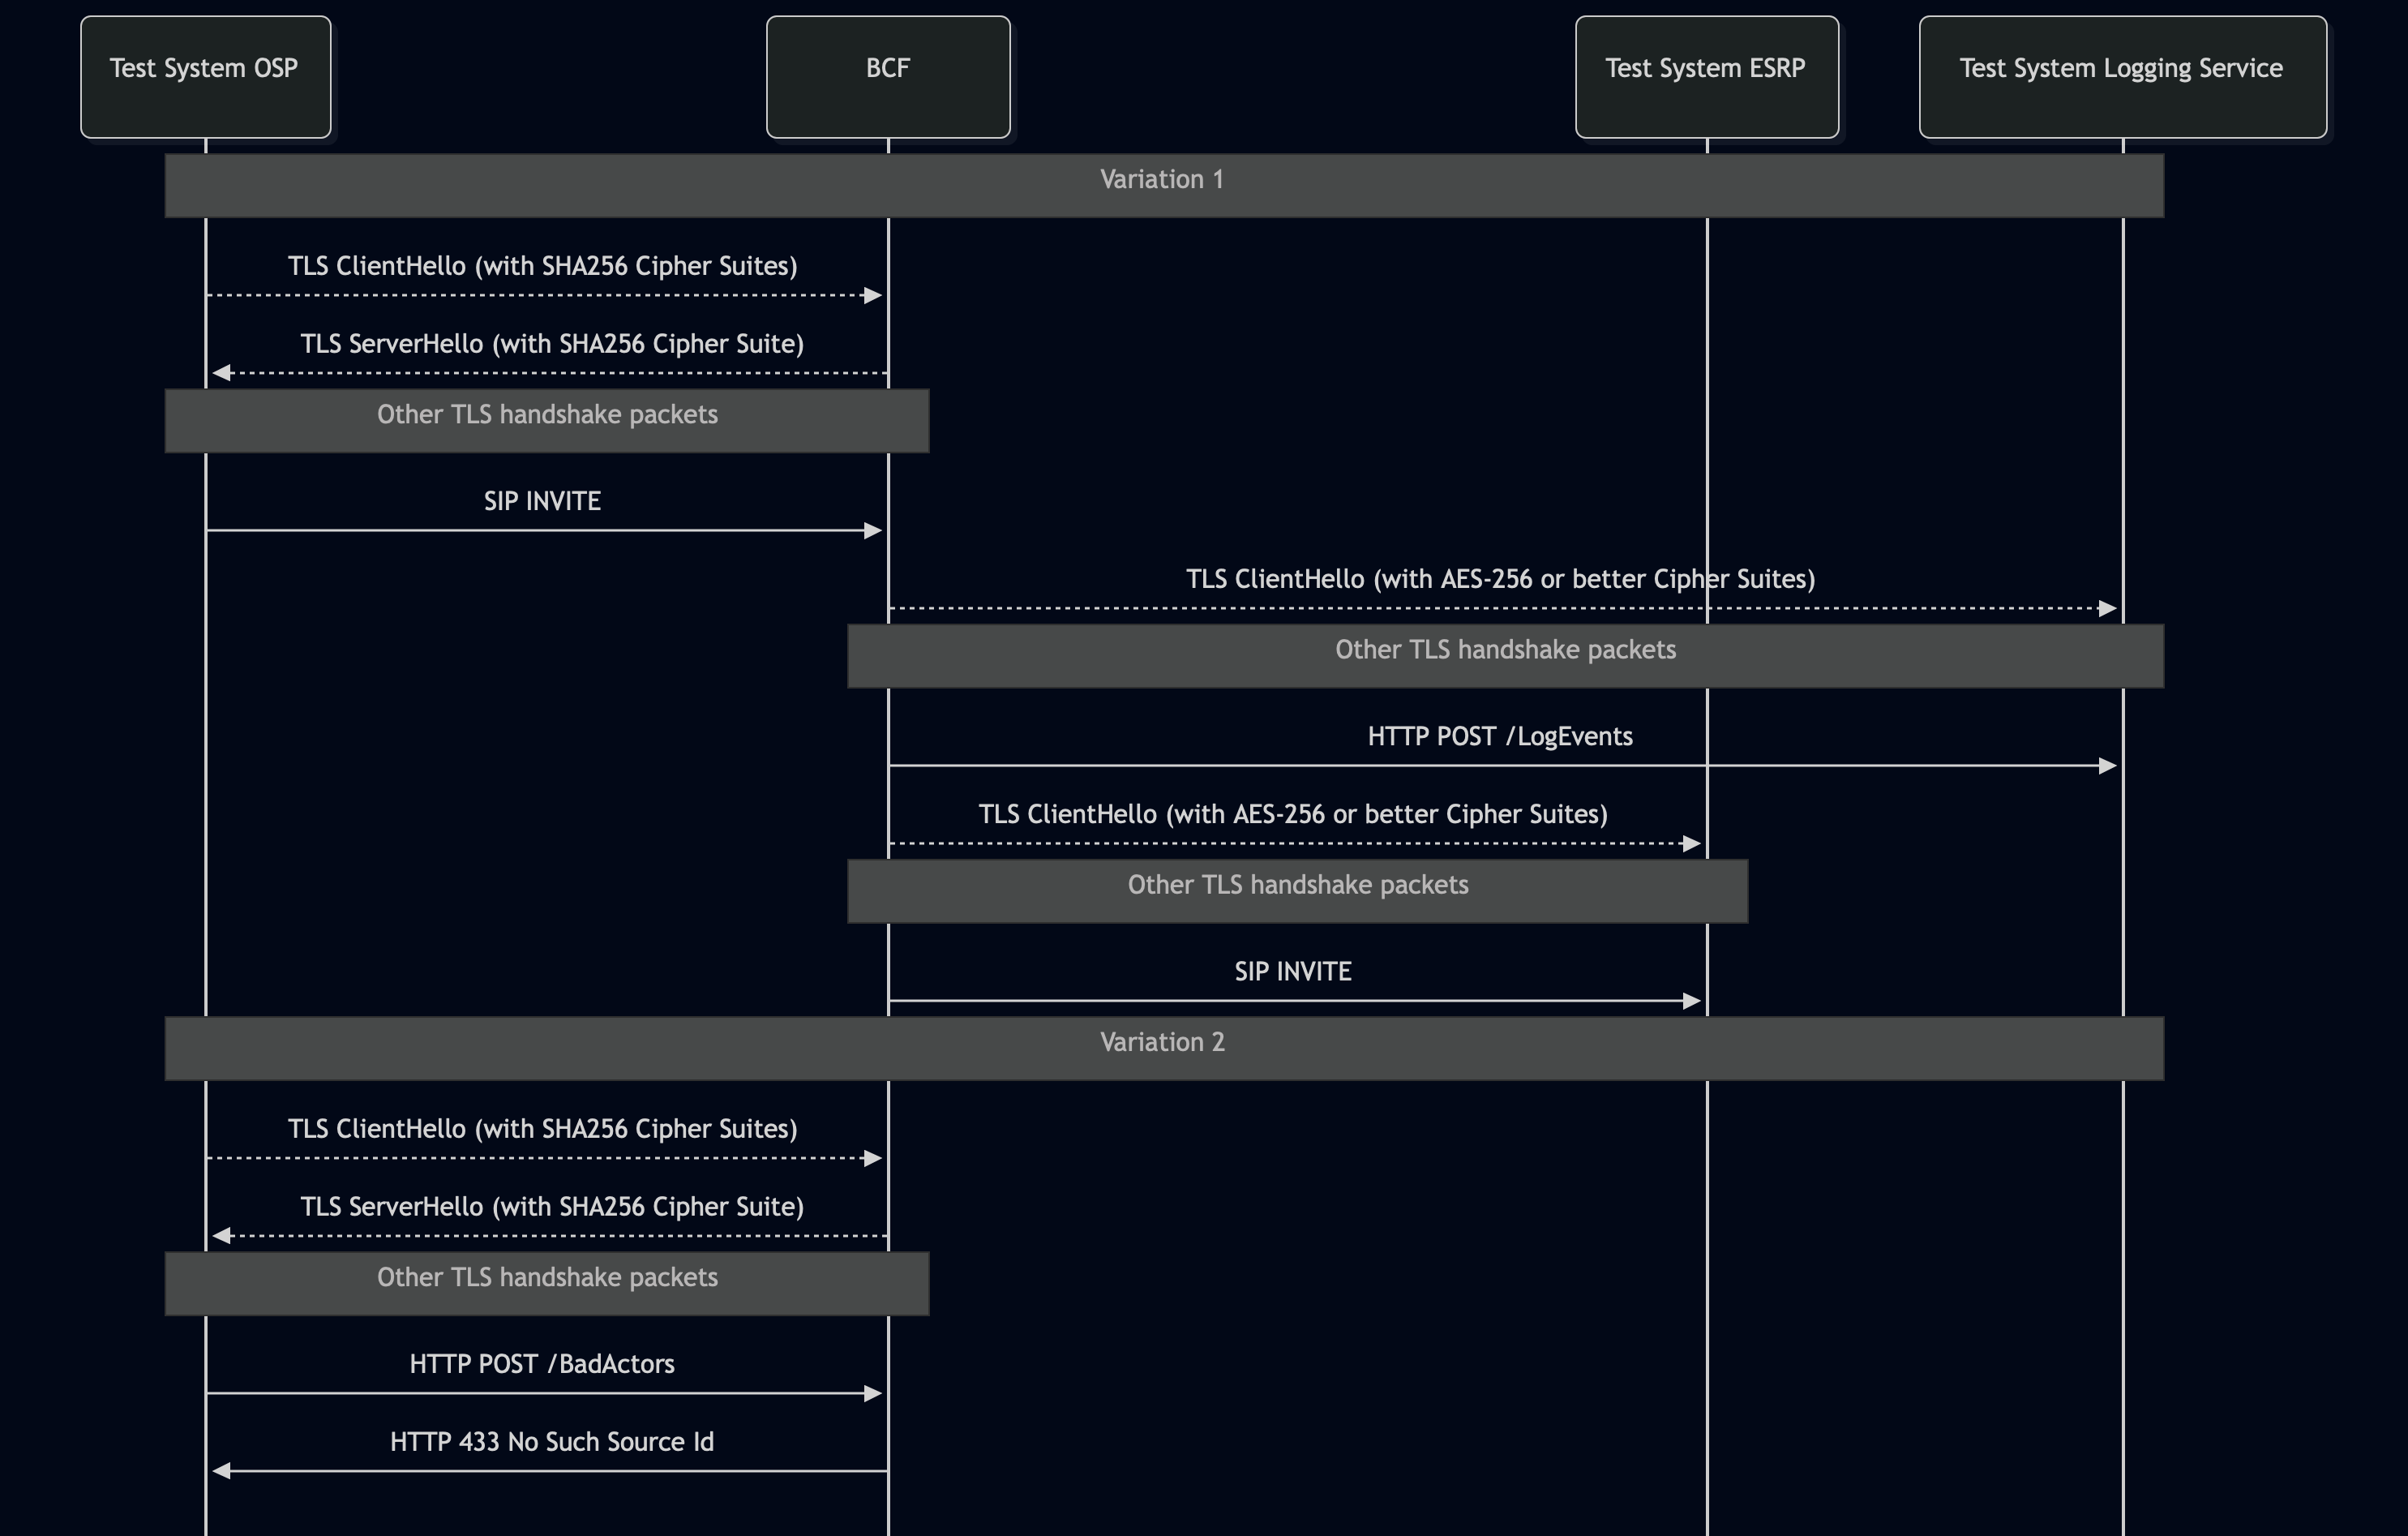 Test System OSP
BCF
Test System ESRP
Test System Logging Service
Variation 1
TLS ClientHello (with SHA256 Cipher Suites)
TLS ServerHello (with SHA256 Cipher Suite)
Other TLS handshake packets
SIP INVITE
TLS ClientHello (with AES-256 or better Cipher Suites)
Other TLS handshake packets
HTTP POST /LogEvents
TLS ClientHello (with AES-256 or better Cipher Suites)
Other TLS handshake packets
SIP INVITE
Variation 2
TLS ClientHello (with SHA256 Cipher Suites)
TLS ServerHello (with SHA256 Cipher Suite)
Other TLS handshake packets
HTTP POST /BadActors
HTTP 433 No Such Source Id